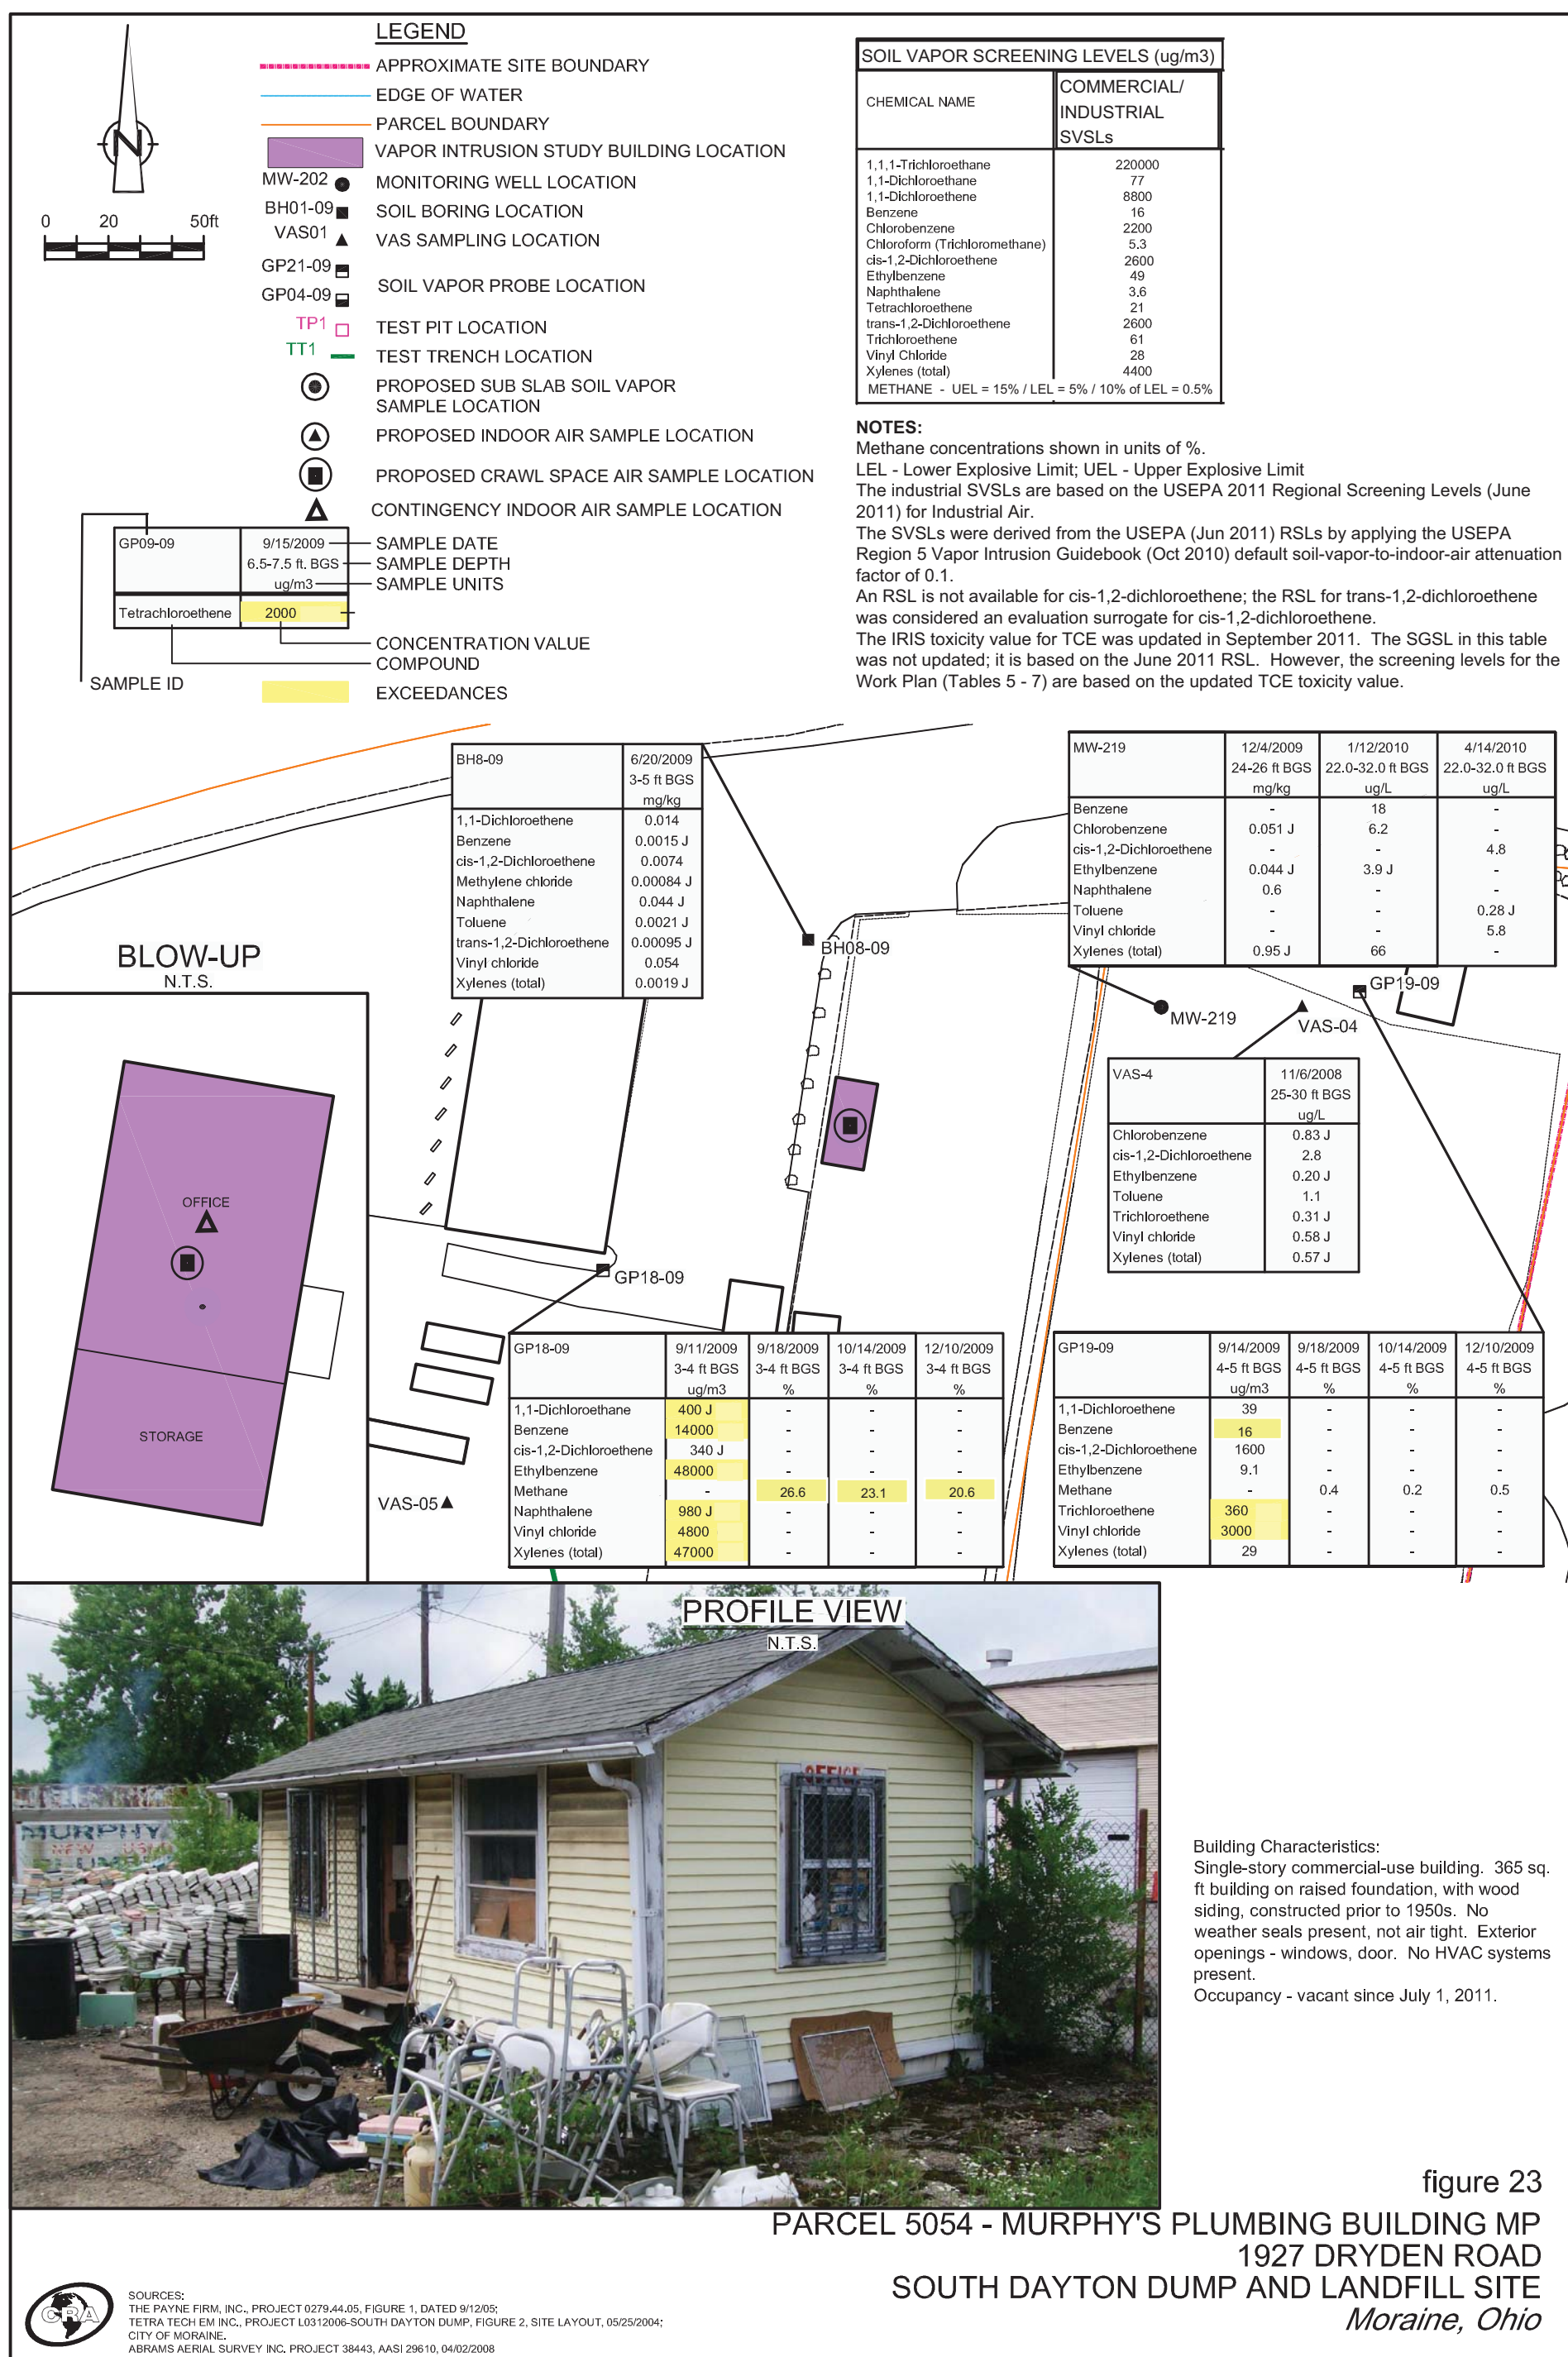 LEGEND
APPROXIMATE SITE BOUNDARY
EDGE OF WATER
PARCEL BOUNDARY
VAPOR INTRUSION STUDY BUILDING LOCATION
MW-202 MONITORING WELL LOCATION
BH01-09 SOIL BORING LOCATION
VAS01 VAS SAMPLING LOCATION
GP21-09
GP04-09 SOIL VAPOR PROBE LOCATION
TP1 TEST PIT LOCATION
TT1 TEST TRENCH LOCATION
PROPOSED SUB SLAB SOIL VAPOR
SAMPLE LOCATION
PROPOSED INDOOR AIR SAMPLE LOCATION
PROPOSED CRAWL SPACE AIR SAMPLE LOCATION
CONTINGENCY INDOOR AIR SAMPLE LOCATION
N
0 20 50ft
GP09-09 9/15/2009 SAMPLE DATE
6.5-7.5 ft. BGS SAMPLE DEPTH
ug/m3 SAMPLE UNITS
Tetrachloroethene 2000
CONCENTRATION VALUE
COMPOUND
SAMPLE ID
EXCEEDANCES
SOIL VAPOR SCREENING LEVELS (ug/m3)
CHEMICAL NAME COMMERCIAL/
INDUSTRIAL
SVSLs
1,1,1-Trichloroethane 220000
1,1-Dichloroethane 77
1,1-Dichloroethene 8800
Benzene 16
Chlorobenzene 2200
Chloroform (Trichloromethane) 5.3
cis-1,2-Dichloroethene 2600
Ethylbenzene 49
Naphthalene 3.6
Tetrachloroethene 21
trans-1,2-Dichloroethene 2600
Trichloroethene 61
Vinyl Chloride 28
Xylenes (total) 4400
METHANE - UEL = 15% / LEL = 5% / 10% of LEL = 0.5%
NOTES:
Methane concentrations shown in units of %.
LEL - Lower Explosive Limit; UEL - Upper Explosive Limit
The industrial SVSLs are based on the USEPA 2011 Regional Screening Levels (June
2011) for Industrial Air.
The SVSLs were derived from the USEPA (Jun 2011) RSLs by applying the USEPA
Region 5 Vapor Intrusion Guidebook (Oct 2010) default soil-vapor-to-indoor-air attenuation
factor of 0.1.
An RSL is not available for cis-1,2-dichloroethene; the RSL for trans-1,2-dichloroethene
was considered an evaluation surrogate for cis-1,2-dichloroethene.
The IRIS toxicity value for TCE was updated in September 2011. The SGSL in this table
was not updated; it is based on the June 2011 RSL. However, the screening levels for the
Work Plan (Tables 5 - 7) are based on the updated TCE toxicity value.
BH8-09 6/20/2009
3-5 ft BGS
mg/kg
1,1-Dichloroethene 0.014
Benzene 0.0015 J
cis-1,2-Dichloroethene 0.0074
Methylene chloride 0.00084 J
Naphthalene 0.044 J
Toluene 0.0021 J
trans-1,2-Dichloroethene 0.00095 J
Vinyl chloride 0.054
Xylenes (total) 0.0019 J
MW-219 12/4/2009 1/12/2010 4/14/2010
24-26 ft BGS 22.0-32.0 ft BGS 22.0-32.0 ft BGS
mg/kg ug/L ug/L
Benzene - 18 -
Chlorobenzene 0.051 J 6.2 -
cis-1,2-Dichloroethene - - 4.8
Ethylbenzene 0.044 J 3.9 J -
Naphthalene 0.6 - -
Toluene - - 0.28 J
Vinyl chloride - - 5.8
Xylenes (total) 0.95 J 66 -
BH08-09
GP19-09
MW-219
VAS-04
BLOW-UP
N.T.S.
OFFICE
STORAGE
VAS-4 11/6/2008
25-30 ft BGS
ug/L
Chlorobenzene 0.83 J
cis-1,2-Dichloroethene 2.8
Ethylbenzene 0.20 J
Toluene 1.1
Trichloroethene 0.31 J
Vinyl chloride 0.58 J
Xylenes (total) 0.57 J
GP18-09
VAS-05
GP18-09 9/11/2009 9/18/2009 10/14/2009 12/10/2009
3-4 ft BGS 3-4 ft BGS 3-4 ft BGS 3-4 ft BGS
ug/m3 % % %
1,1-Dichloroethane 400 J - - -
Benzene 14000 - - -
cis-1,2-Dichloroethene 340 J - - -
Ethylbenzene 48000 - - -
Methane - 26.6 23.1 20.6
Naphthalene 980 J - - -
Vinyl chloride 4800 - - -
Xylenes (total) 47000 - - -
GP19-09 9/14/2009 9/18/2009 10/14/2009 12/10/2009
4-5 ft BGS 4-5 ft BGS 4-5 ft BGS 4-5 ft BGS
ug/m3 % % %
1,1-Dichloroethene 39 - - -
Benzene 16 - - -
cis-1,2-Dichloroethene 1600 - - -
Ethylbenzene 9.1 - - -
Methane - 0.4 0.2 0.5
Trichloroethene 360 - - -
Vinyl chloride 3000 - - -
Xylenes (total) 29 - - -
PROFILE VIEW
N.T.S.
OFFICE
MURPHY
NEW
Building Characteristics:
Single-story commercial-use building. 365 sq.
ft building on raised foundation, with wood
siding, constructed prior to 1950s. No
weather seals present, not air tight. Exterior
openings - windows, door. No HVAC systems
present.
Occupancy - vacant since July 1, 2011.
figure 23
PARCEL 5054 - MURPHY'S PLUMBING BUILDING MP
1927 DRYDEN ROAD
SOUTH DAYTON DUMP AND LANDFILL SITE
Moraine, Ohio
CRA
SOURCES:
THE PAYNE FIRM, INC., PROJECT 0279.44.05, FIGURE 1, DATED 9/12/05;
TETRA TECH EM INC., PROJECT L0312006-SOUTH DAYTON DUMP, FIGURE 2, SITE LAYOUT, 05/25/2004;
CITY OF MORAINE.
ABRAMS AERIAL SURVEY INC. PROJECT 38443, AASI 29610, 04/02/2008